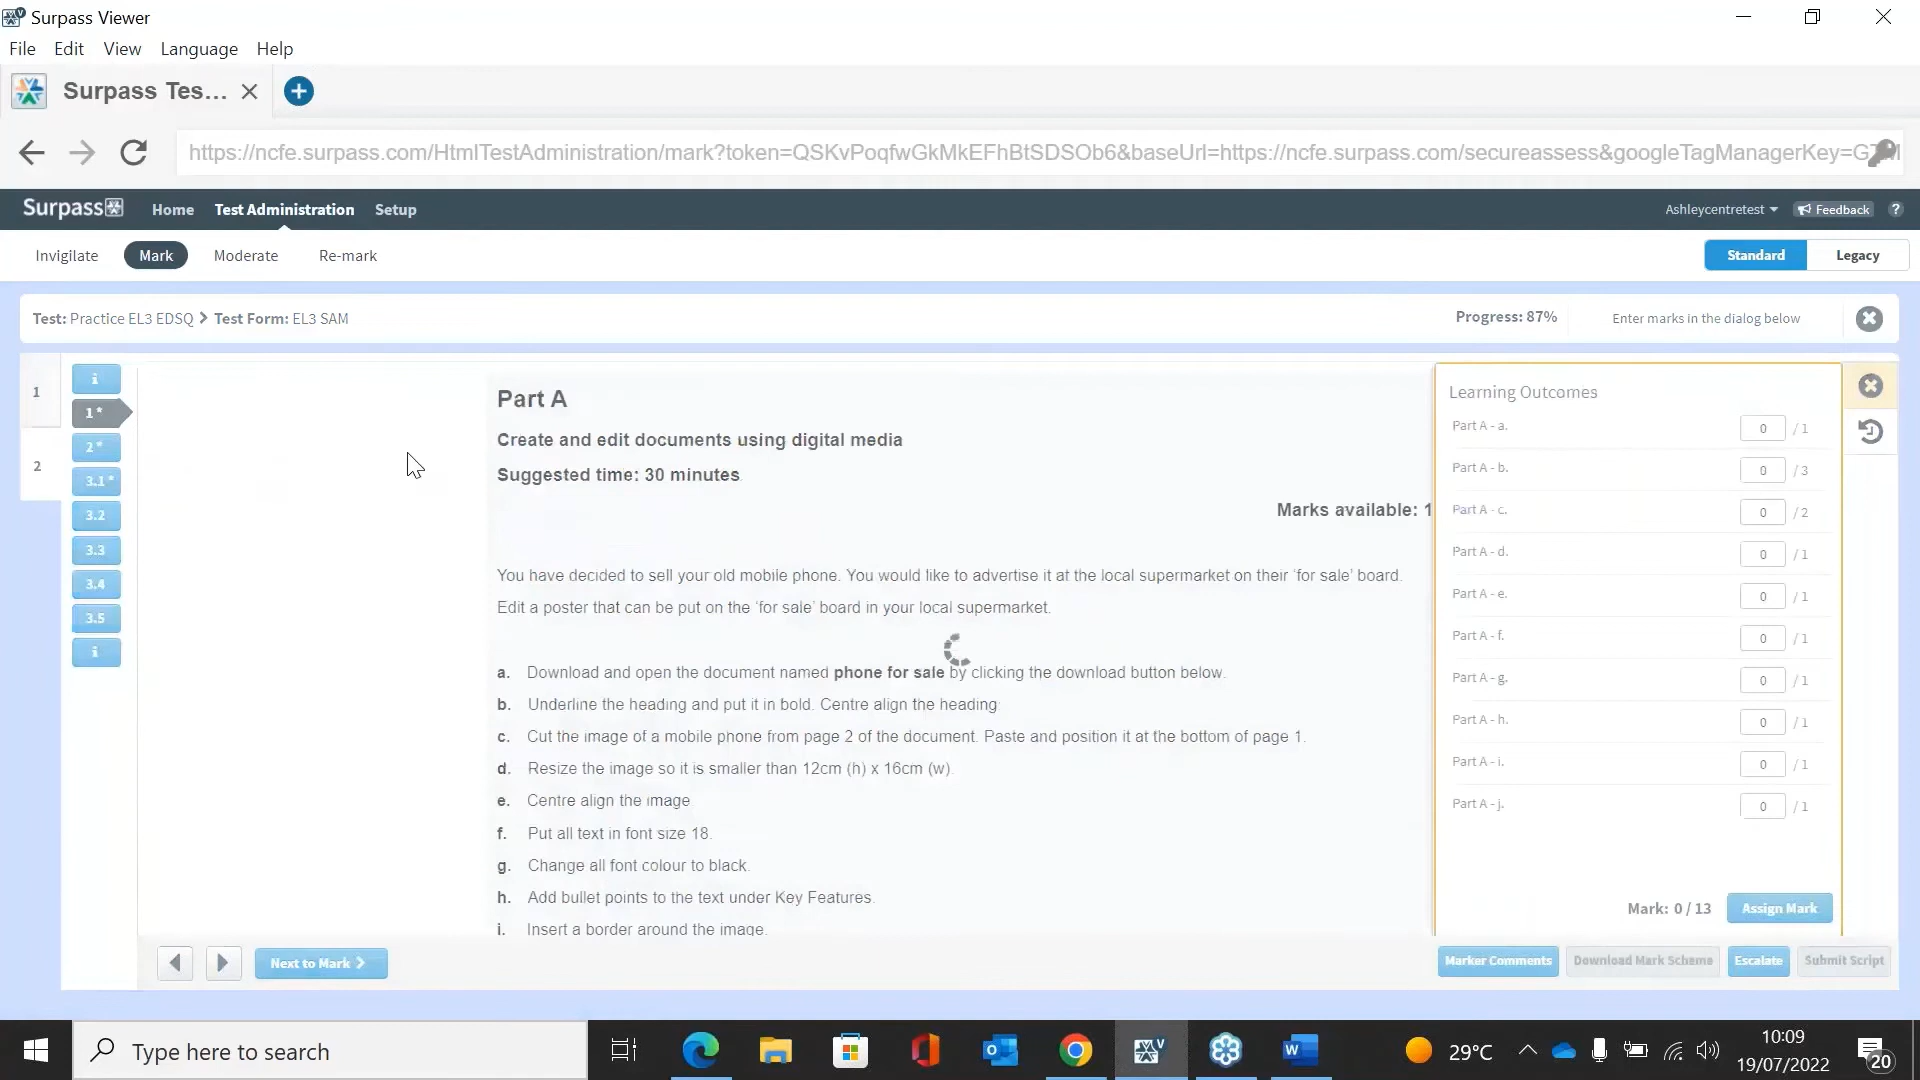 Surpass Viewer
File Edit View Language Help
Surpass Tes...
https://ncfe.surpass.com/HtmlTestAdministration/mark?token=QSKvPoqfwGkMkEFhBtSDSOb6&baseUrl=https://ncfe.surpass.com/secureassess&googleTagManagerKey=GTM
Surpass Home Test Administration Setup Ashleycentretest Feedback ?
Invigilate Mark Moderate Re-mark Standard Legacy
Test: Practice EL3 EDSQ > Test Form: EL3 SAM Progress: 87% Enter marks in the dialog below
1
2
i
1*
2*
3.1*
3.2
3.3
3.4
3.5
i
Part A
Create and edit documents using digital media
Suggested time: 30 minutes
Marks available: 1
You have decided to sell your old mobile phone. You would like to advertise it at the local supermarket on their 'for sale' board.
Edit a poster that can be put on the 'for sale' board in your local supermarket.
a. Download and open the document named phone for sale by clicking the download button below.
b. Underline the heading and put it in bold. Centre align the heading
c. Cut the image of a mobile phone from page 2 of the document. Paste and position it at the bottom of page 1.
d. Resize the image so it is smaller than 12cm (h) x 16cm (w).
e. Centre align the image
f. Put all text in font size 18.
g. Change all font colour to black.
h. Add bullet points to the text under Key Features.
i. Insert a border around the image.
Learning Outcomes
Part A - a. 0 / 1
Part A - b. 0 / 3
Part A - c. 0 / 2
Part A - d. 0 / 1
Part A - e. 0 / 1
Part A - f. 0 / 1
Part A - g. 0 / 1
Part A - h. 0 / 1
Part A - i. 0 / 1
Part A - j. 0 / 1
Mark: 0 / 13 Assign Mark
Next to Mark > Marker Comments Download Mark Scheme Escalate Submit Script
Type here to search
29°C
10:09
19/07/2022
20